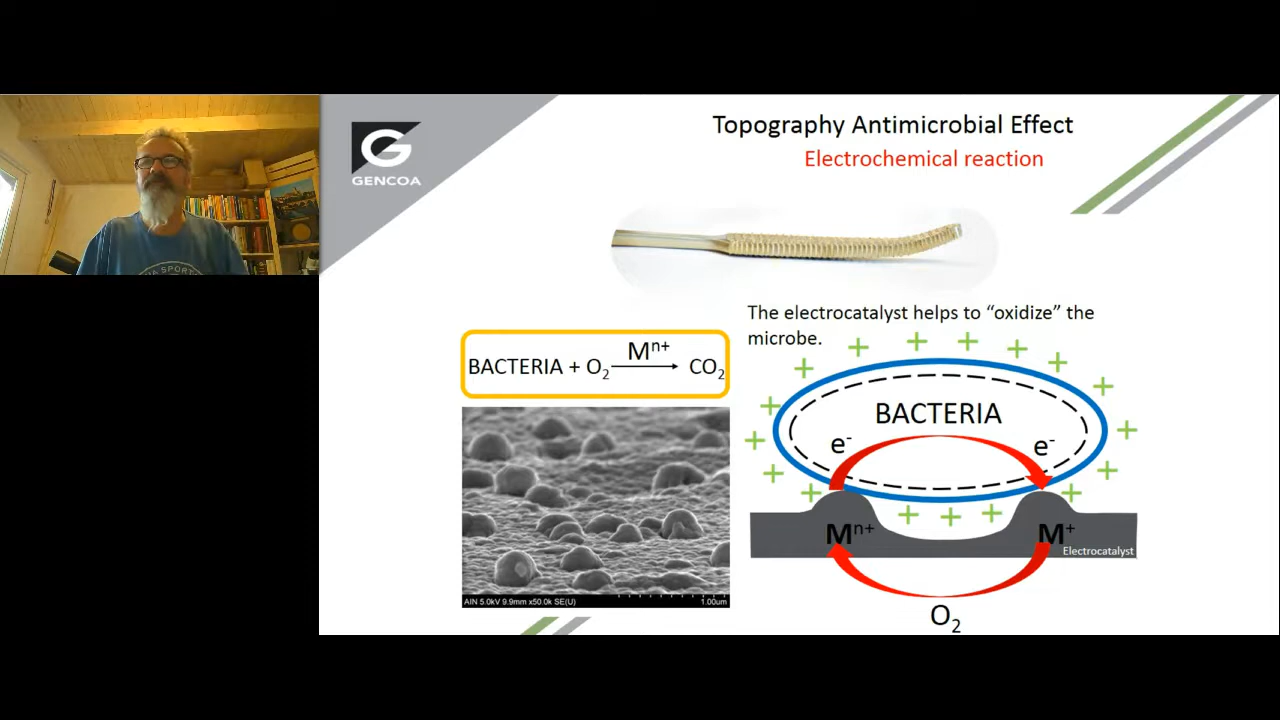 A SPORT
G
GENCOA
Topography Antimicrobial Effect
Electrochemical reaction
The electrocatalyst helps to “oxidize” the
microbe.
Mⁿ⁺
BACTERIA + O₂ → CO₂
BACTERIA
e⁻ e⁻
Mⁿ⁺ M⁺
Electrocatalyst
O₂
AIN 5.0kV 9.9mm x50.0k SE(U) 1.00um